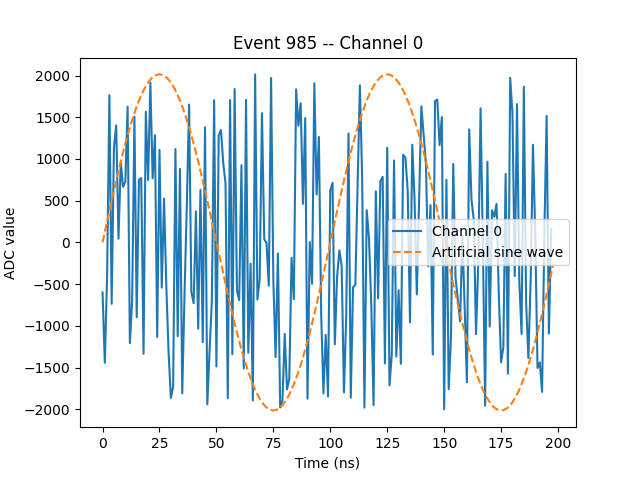 Event 985 -- Channel 0
ADC value
2000
1500
1000
500
0
−500
−1000
−1500
−2000
Channel 0
Artificial sine wave
0 25 50 75 100 125 150 175 200
Time (ns)